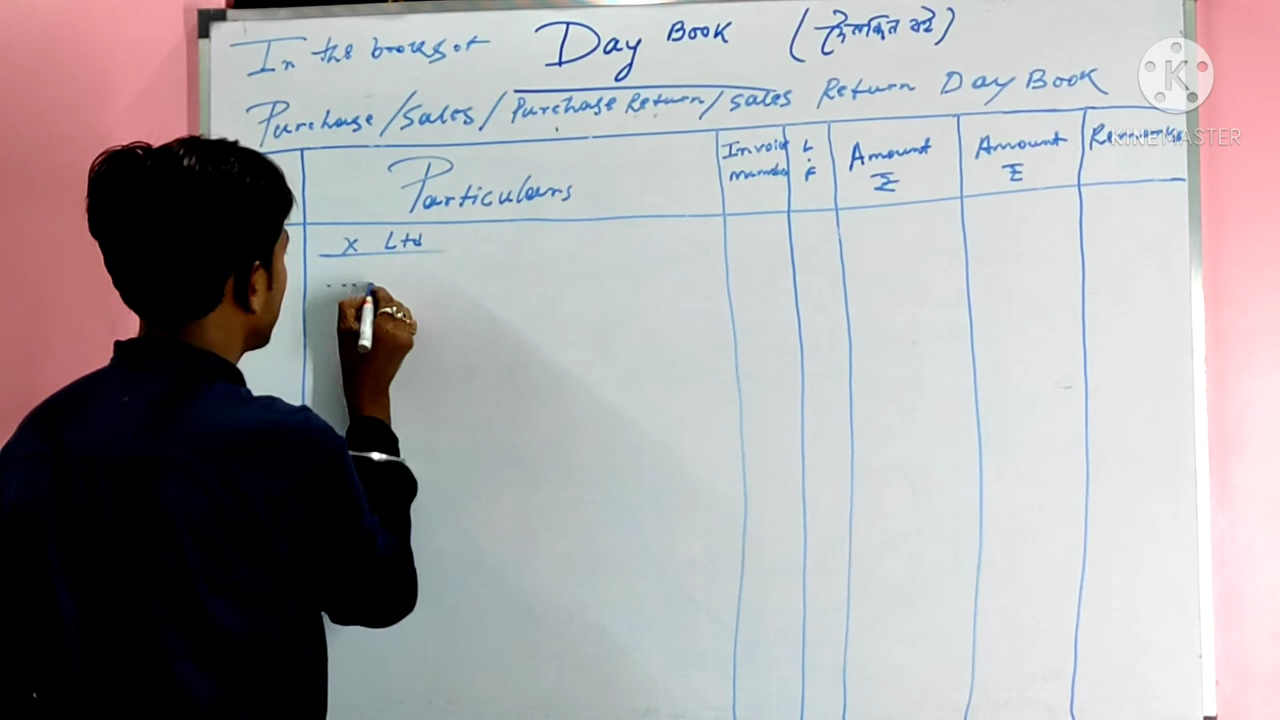 In the books of Day BOOK
Purchase/Sales/Purchase Return/Sales Return Day Book
Particulars
Invoice number
L.F
Amount ₹
Amount ₹
Remarks
X Ltd
K
KINEMASTER